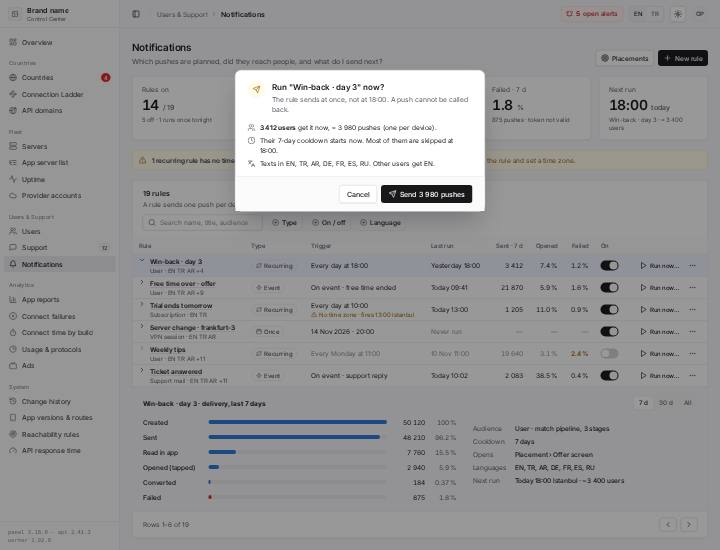 Brand name
Control Center
Users & Support › Notifications
5 open alerts
EN TR
OP
Overview
Countries
Countries 4
Connection Ladder
API domains
Fleet
Servers
App server list
Uptime
Provider accounts
Users & Support
Users
Support 12
Notifications
Analytics
App reports
Connect failures
Connect time by build
Usage & protocols
Ads
System
Change history
App versions & routes
Reachability rules
API response time
Notifications
Which pushes are planned, did they reach people, and what do I send next?
Placements
New rule
Rules on
14 / 19
5 off · 1 runs once tonight
Failed · 7 d
1.8 %
875 pushes · token not valid
Next run
18:00 today
Win-back · day 3 · ≈ 3 400
users
1 recurring rule has no time
the rule and set a time zone.
Run "Win-back · day 3" now?
The rule sends at once, not at 18:00. A push cannot be called
back.
3 412 users get it now, ≈ 3 980 pushes (one per device).
Their 7-day cooldown starts now. Most of them are skipped at
18:00.
Texts in EN, TR, AR, DE, FR, ES, RU. Other users get EN.
Cancel
Send 3 980 pushes
19 rules
A rule sends one push per de
Search name, title, audience
Type
On / off
Language
Rule Type Trigger Last run Sent · 7 d Opened Failed On
Win-back · day 3
User · EN TR AR +4
Recurring Every day at 18:00 Yesterday 18:00 3 412 7.4 % 1.2 % Run now...
Free time over · offer
User · EN TR AR +9
Event On event · free time ended Today 09:41 21 870 5.9 % 1.6 % Run now...
Trial ends tomorrow
Subscription · EN TR
Recurring Every day at 10:00
No time zone · fires 13:00 Istanbul
Today 13:00 1 205 11.0 % 0.9 % Run now...
Server change · frankfurt-3
VPN session · EN TR AR
Once 14 Nov 2026 · 20:00 Never run — — — Run now...
Weekly tips
User · EN TR AR +11
Recurring Every Monday at 11:00 10 Nov 11:00 19 640 3.1 % 2.4 % Run now...
Ticket answered
Support mail · EN TR AR +11
Event On event · support reply Today 10:02 2 083 38.5 % 0.4 % Run now...
Win-back · day 3 · delivery, last 7 days
7 d 30 d All
Created 50 120 100 %
Sent 48 210 96.2 %
Read in app 7 760 15.5 %
Opened (tapped) 2 940 5.9 %
Converted 184 0.37 %
Failed 875 1.8 %
Audience User · match pipeline, 3 stages
Cooldown 7 days
Opens Placement › Offer screen
Languages EN, TR, AR, DE, FR, ES, RU
Next run Today 18:00 Istanbul · ≈ 3 400 users
Rows 1–6 of 19